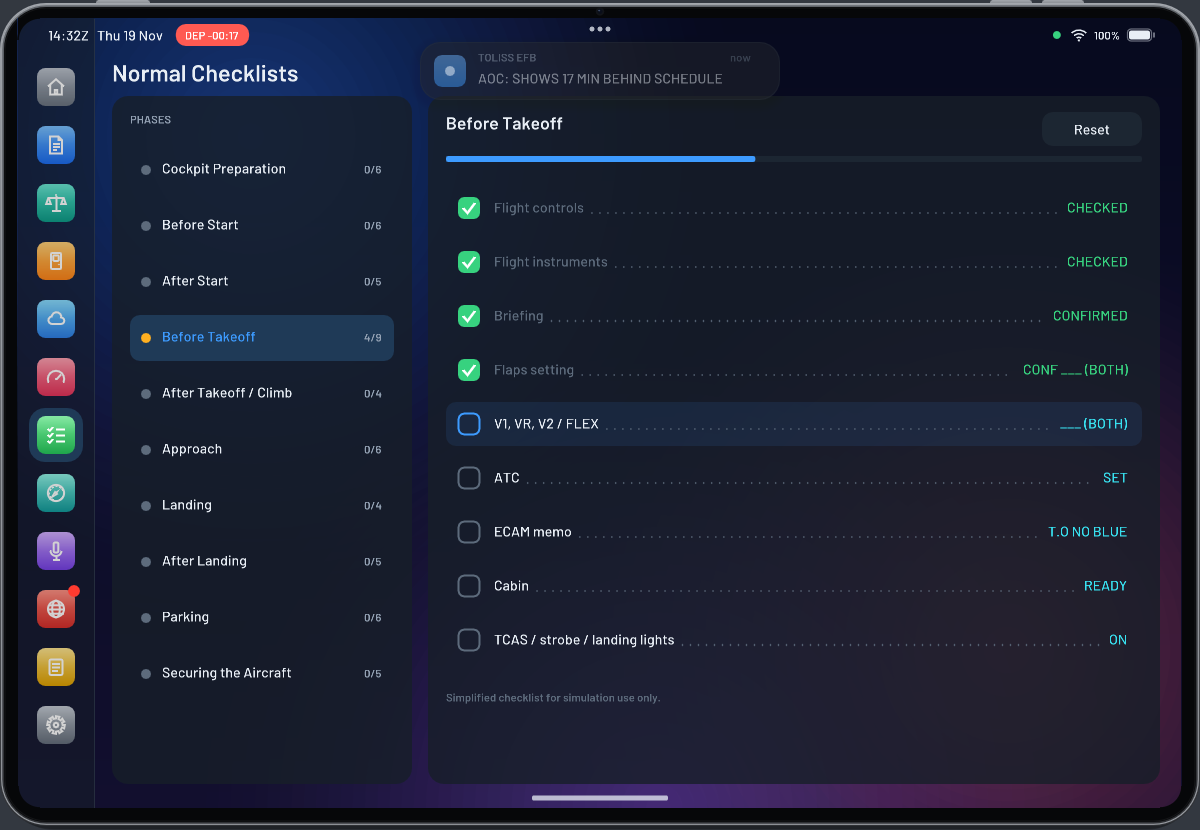 14:32Z Thu 19 Nov DEP -00:17
100%
TOLISS EFB now
AOC: SHOWS 17 MIN BEHIND SCHEDULE
Normal Checklists
PHASES
Cockpit Preparation 0/6
Before Start 0/6
After Start 0/5
Before Takeoff 4/9
After Takeoff / Climb 0/4
Approach 0/6
Landing 0/4
After Landing 0/5
Parking 0/6
Securing the Aircraft 0/5
Before Takeoff
Reset
Flight controls CHECKED
Flight instruments CHECKED
Briefing CONFIRMED
Flaps setting CONF ___ (BOTH)
V1, VR, V2 / FLEX ___ (BOTH)
ATC SET
ECAM memo T.O NO BLUE
Cabin READY
TCAS / strobe / landing lights ON
Simplified checklist for simulation use only.